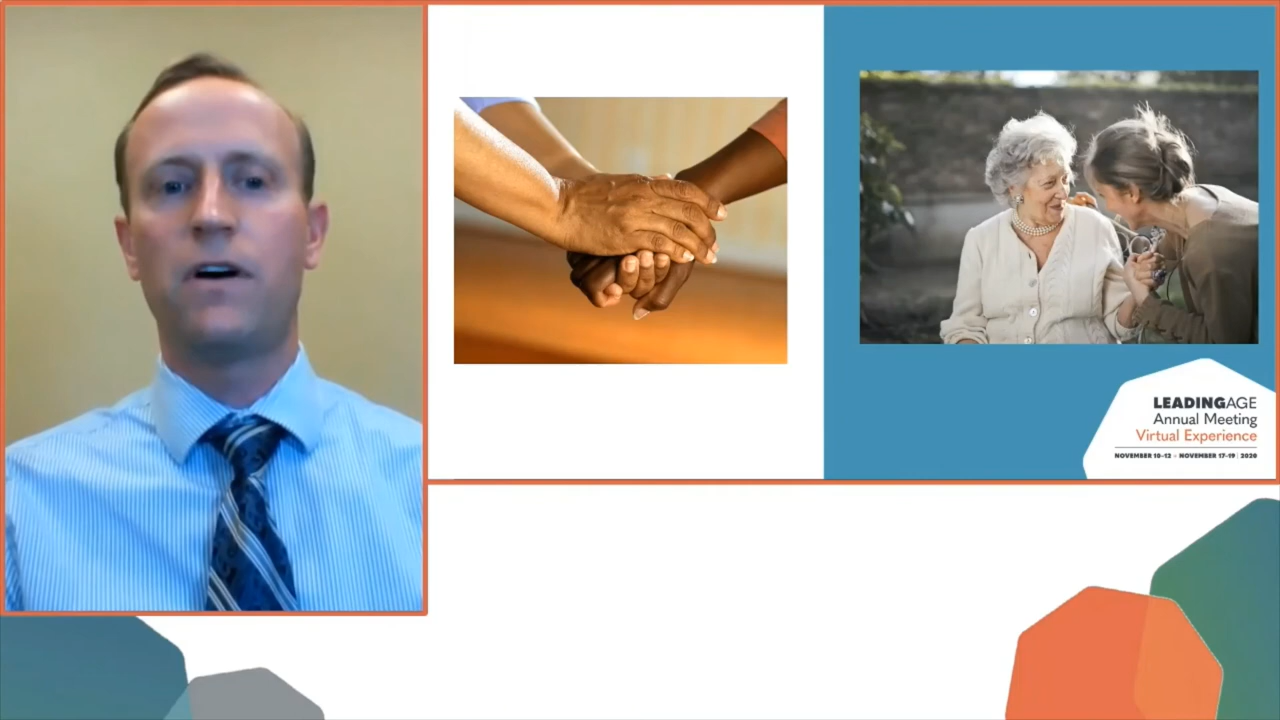 LEADINGAGE
Annual Meeting
Virtual Experience
NOVEMBER 10-12 - NOVEMBER 17-19 | 2020